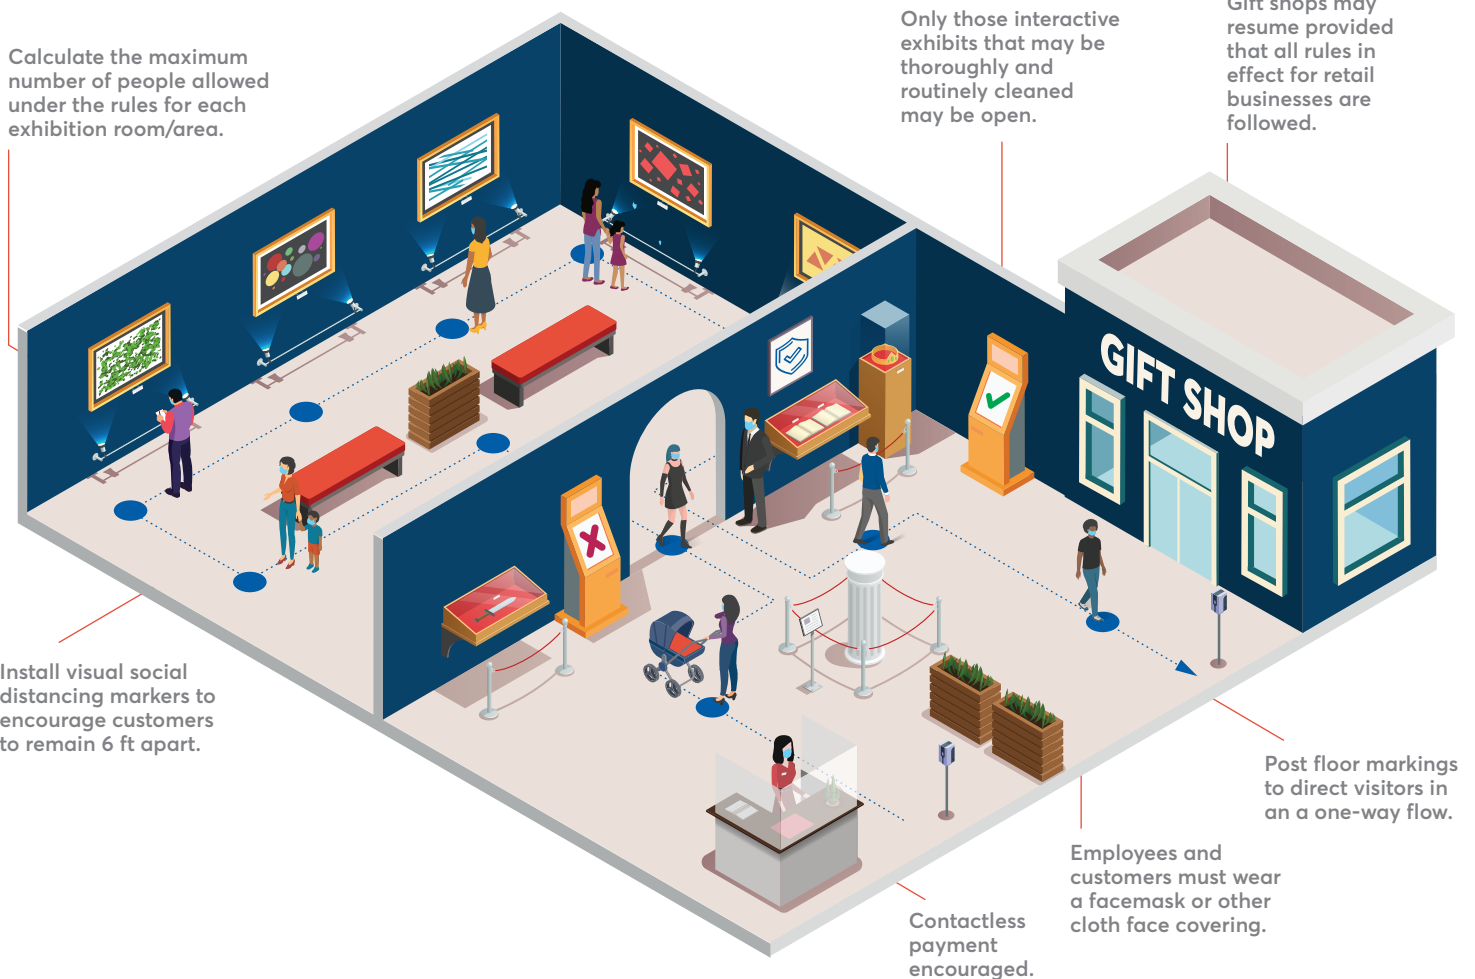 Calculate the maximum
number of people allowed
under the rules for each
exhibition room/area.
Only those interactive
exhibits that may be
thoroughly and
routinely cleaned
may be open.
Gift shops may
resume provided
that all rules in
effect for retail
businesses are
followed.
GIFT SHOP
Install visual social
distancing markers to
encourage customers
to remain 6 ft apart.
Post floor markings
to direct visitors in
an a one-way flow.
Employees and
customers must wear
a facemask or other
cloth face covering.
Contactless
payment
encouraged.